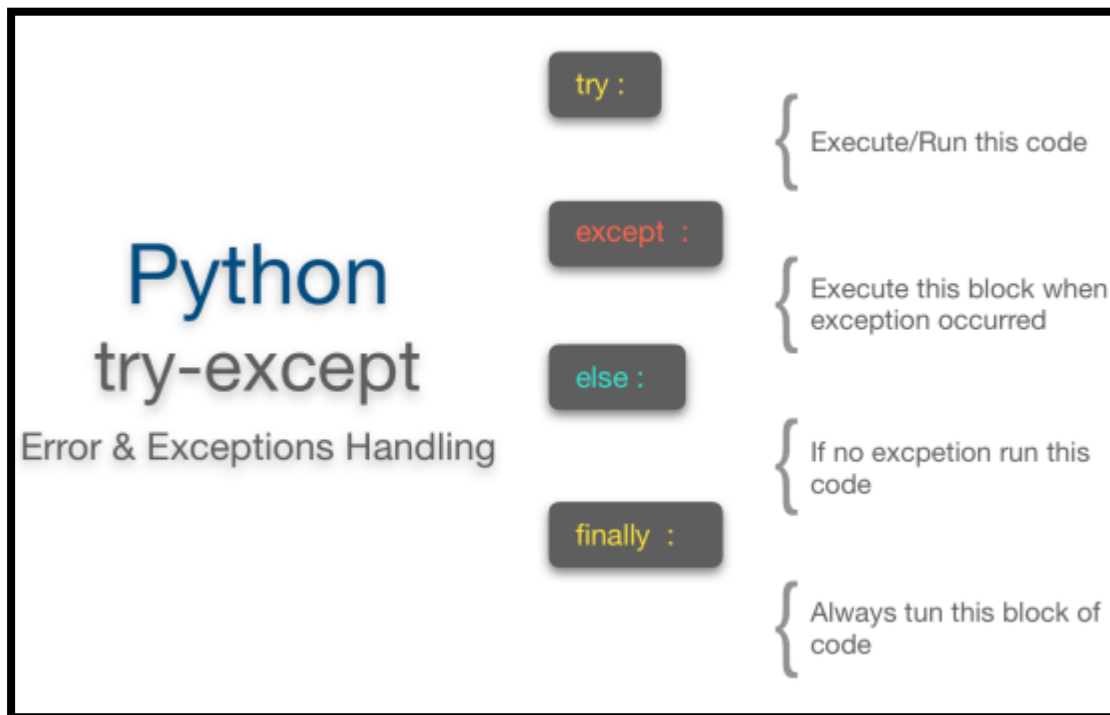 Python
try-except
Error & Exceptions Handling
try :
Execute/Run this code
except :
Execute this block when
exception occurred
else :
If no excpetion run this
code
finally :
Always tun this block of
code